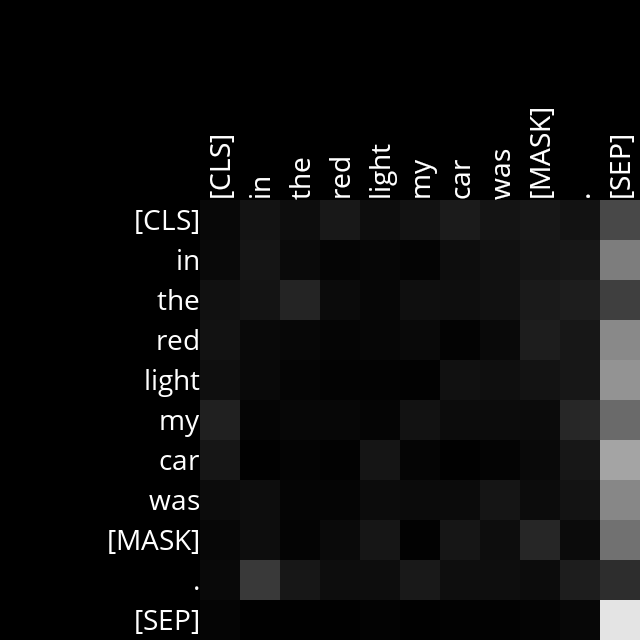 [CLS] in the red light my car was [MASK] . [SEP]
[CLS]
in
the
red
light
my
car
was
[MASK]
.
[SEP]